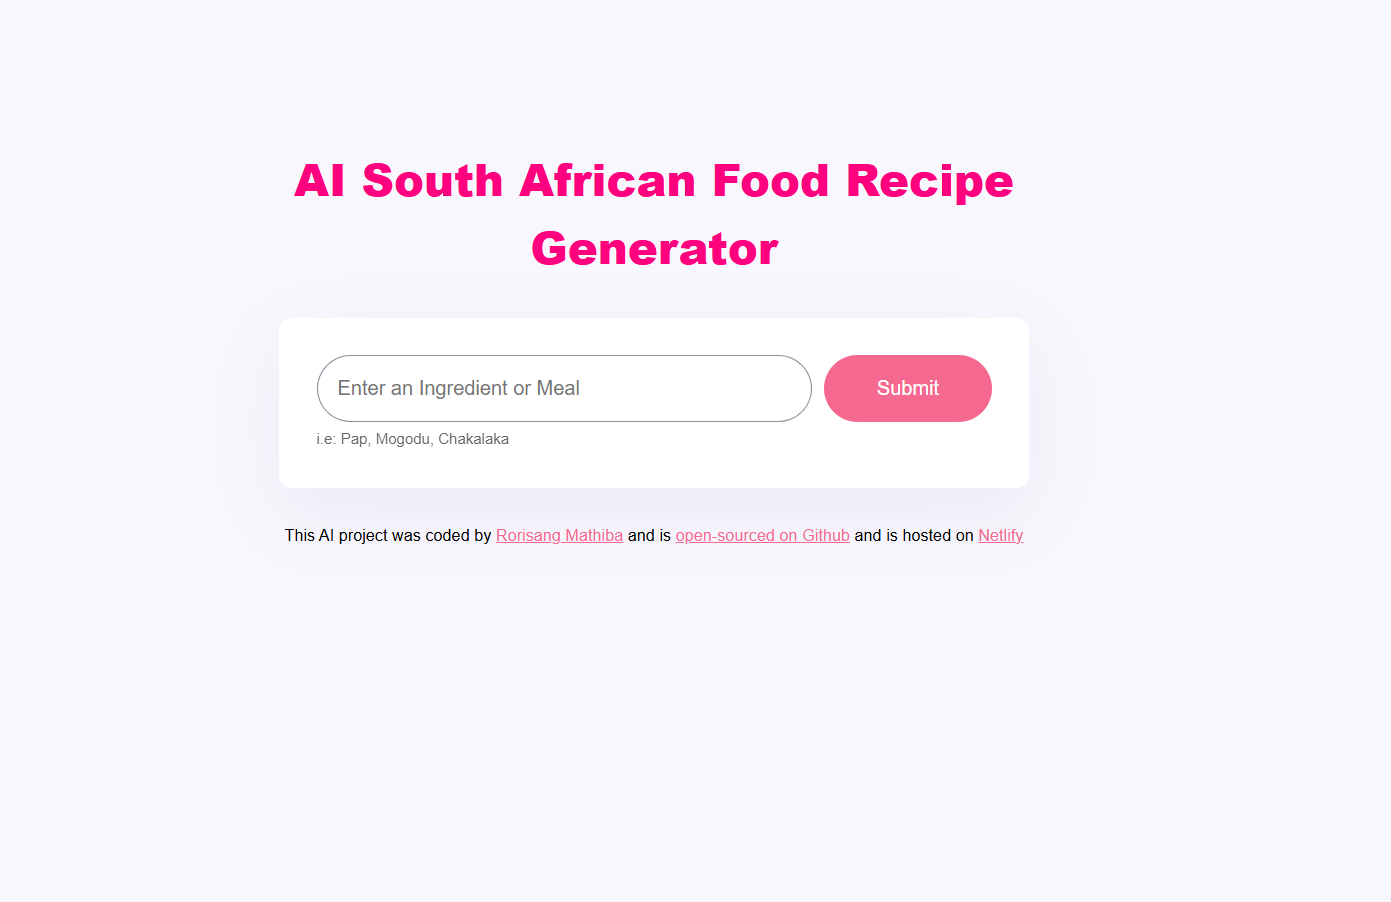 AI South African Food Recipe
Generator
Enter an Ingredient or Meal
Submit
i.e: Pap, Mogodu, Chakalaka
This AI project was coded by Rorisang Mathiba and is open-sourced on Github and is hosted on Netlify